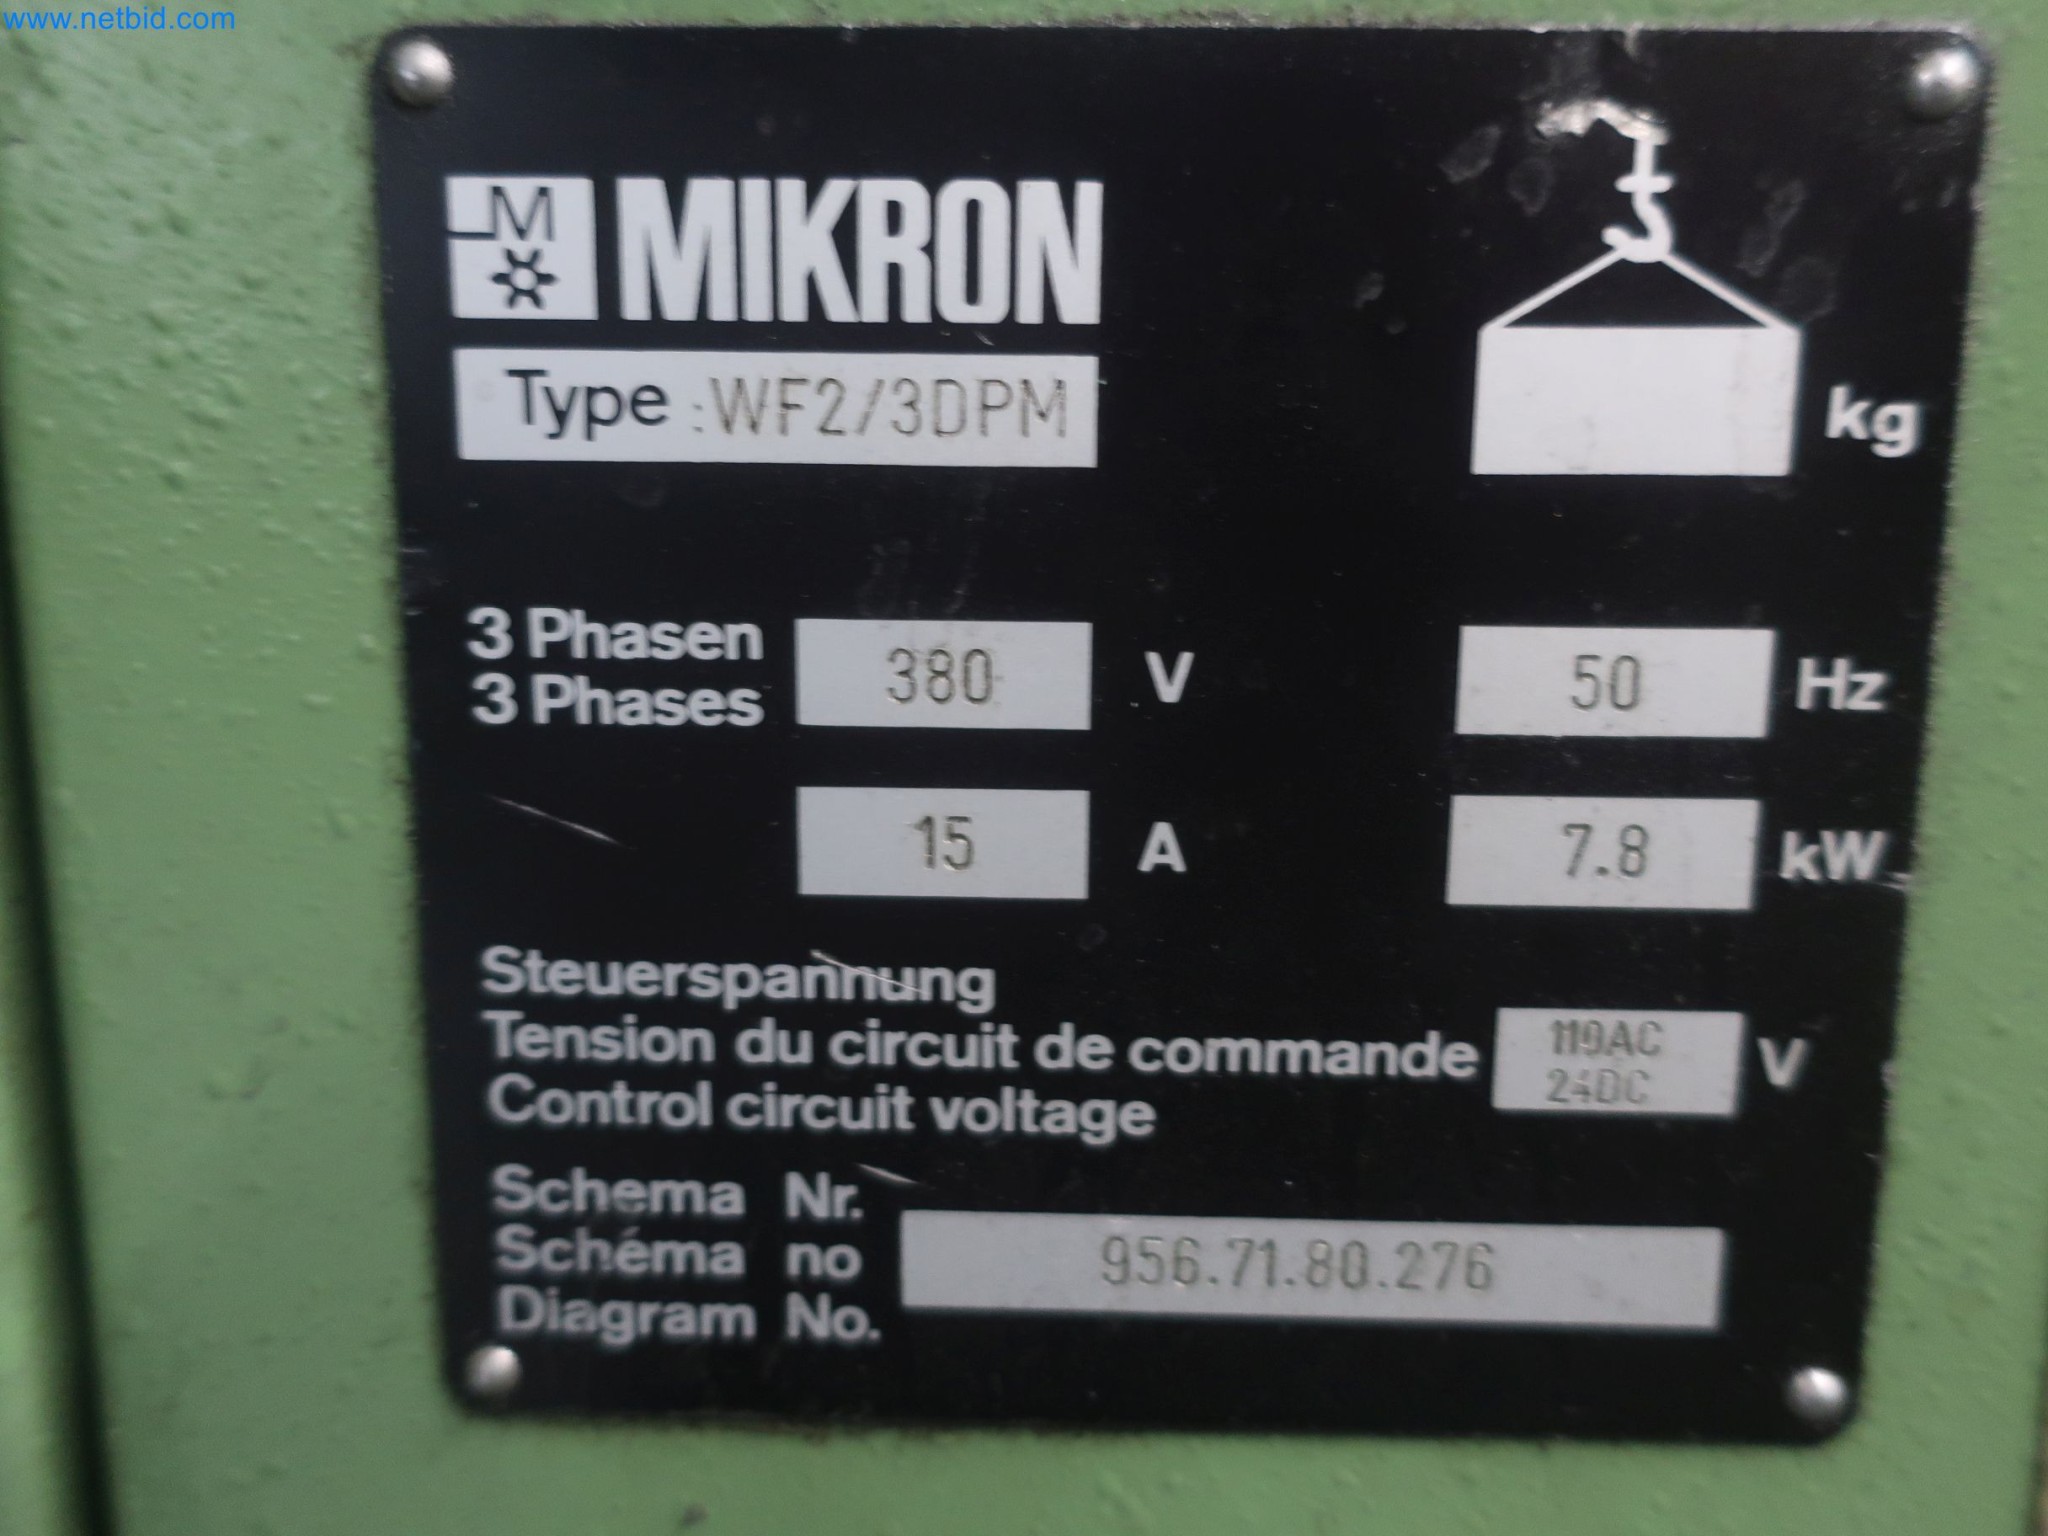 www.netbid.com
M
MIKRON
Type : WF2/3DPM
kg
3 Phasen
3 Phases 380 V 50 Hz
15 A 7.8 kW
Steuerspannung
Tension du circuit de commande 110AC V
24DC
Control circuit voltage
Schema Nr.
Schéma no 956.71.80.276
Diagram No.